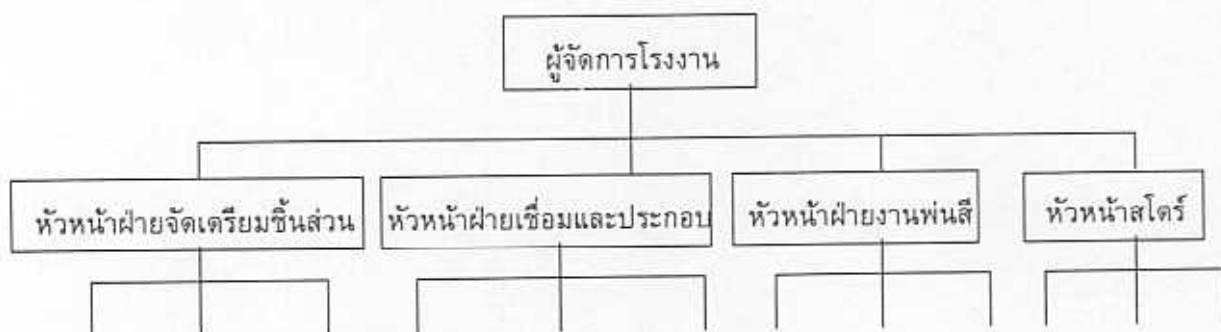 ผู้จัดการโรงงาน
หัวหน้าฝ่ายจัดเตรียมชิ้นส่วน
หัวหน้าฝ่ายเชื่อมและประกอบ
หัวหน้าฝ่ายงานพ่นสี
หัวหน้าสโตร์